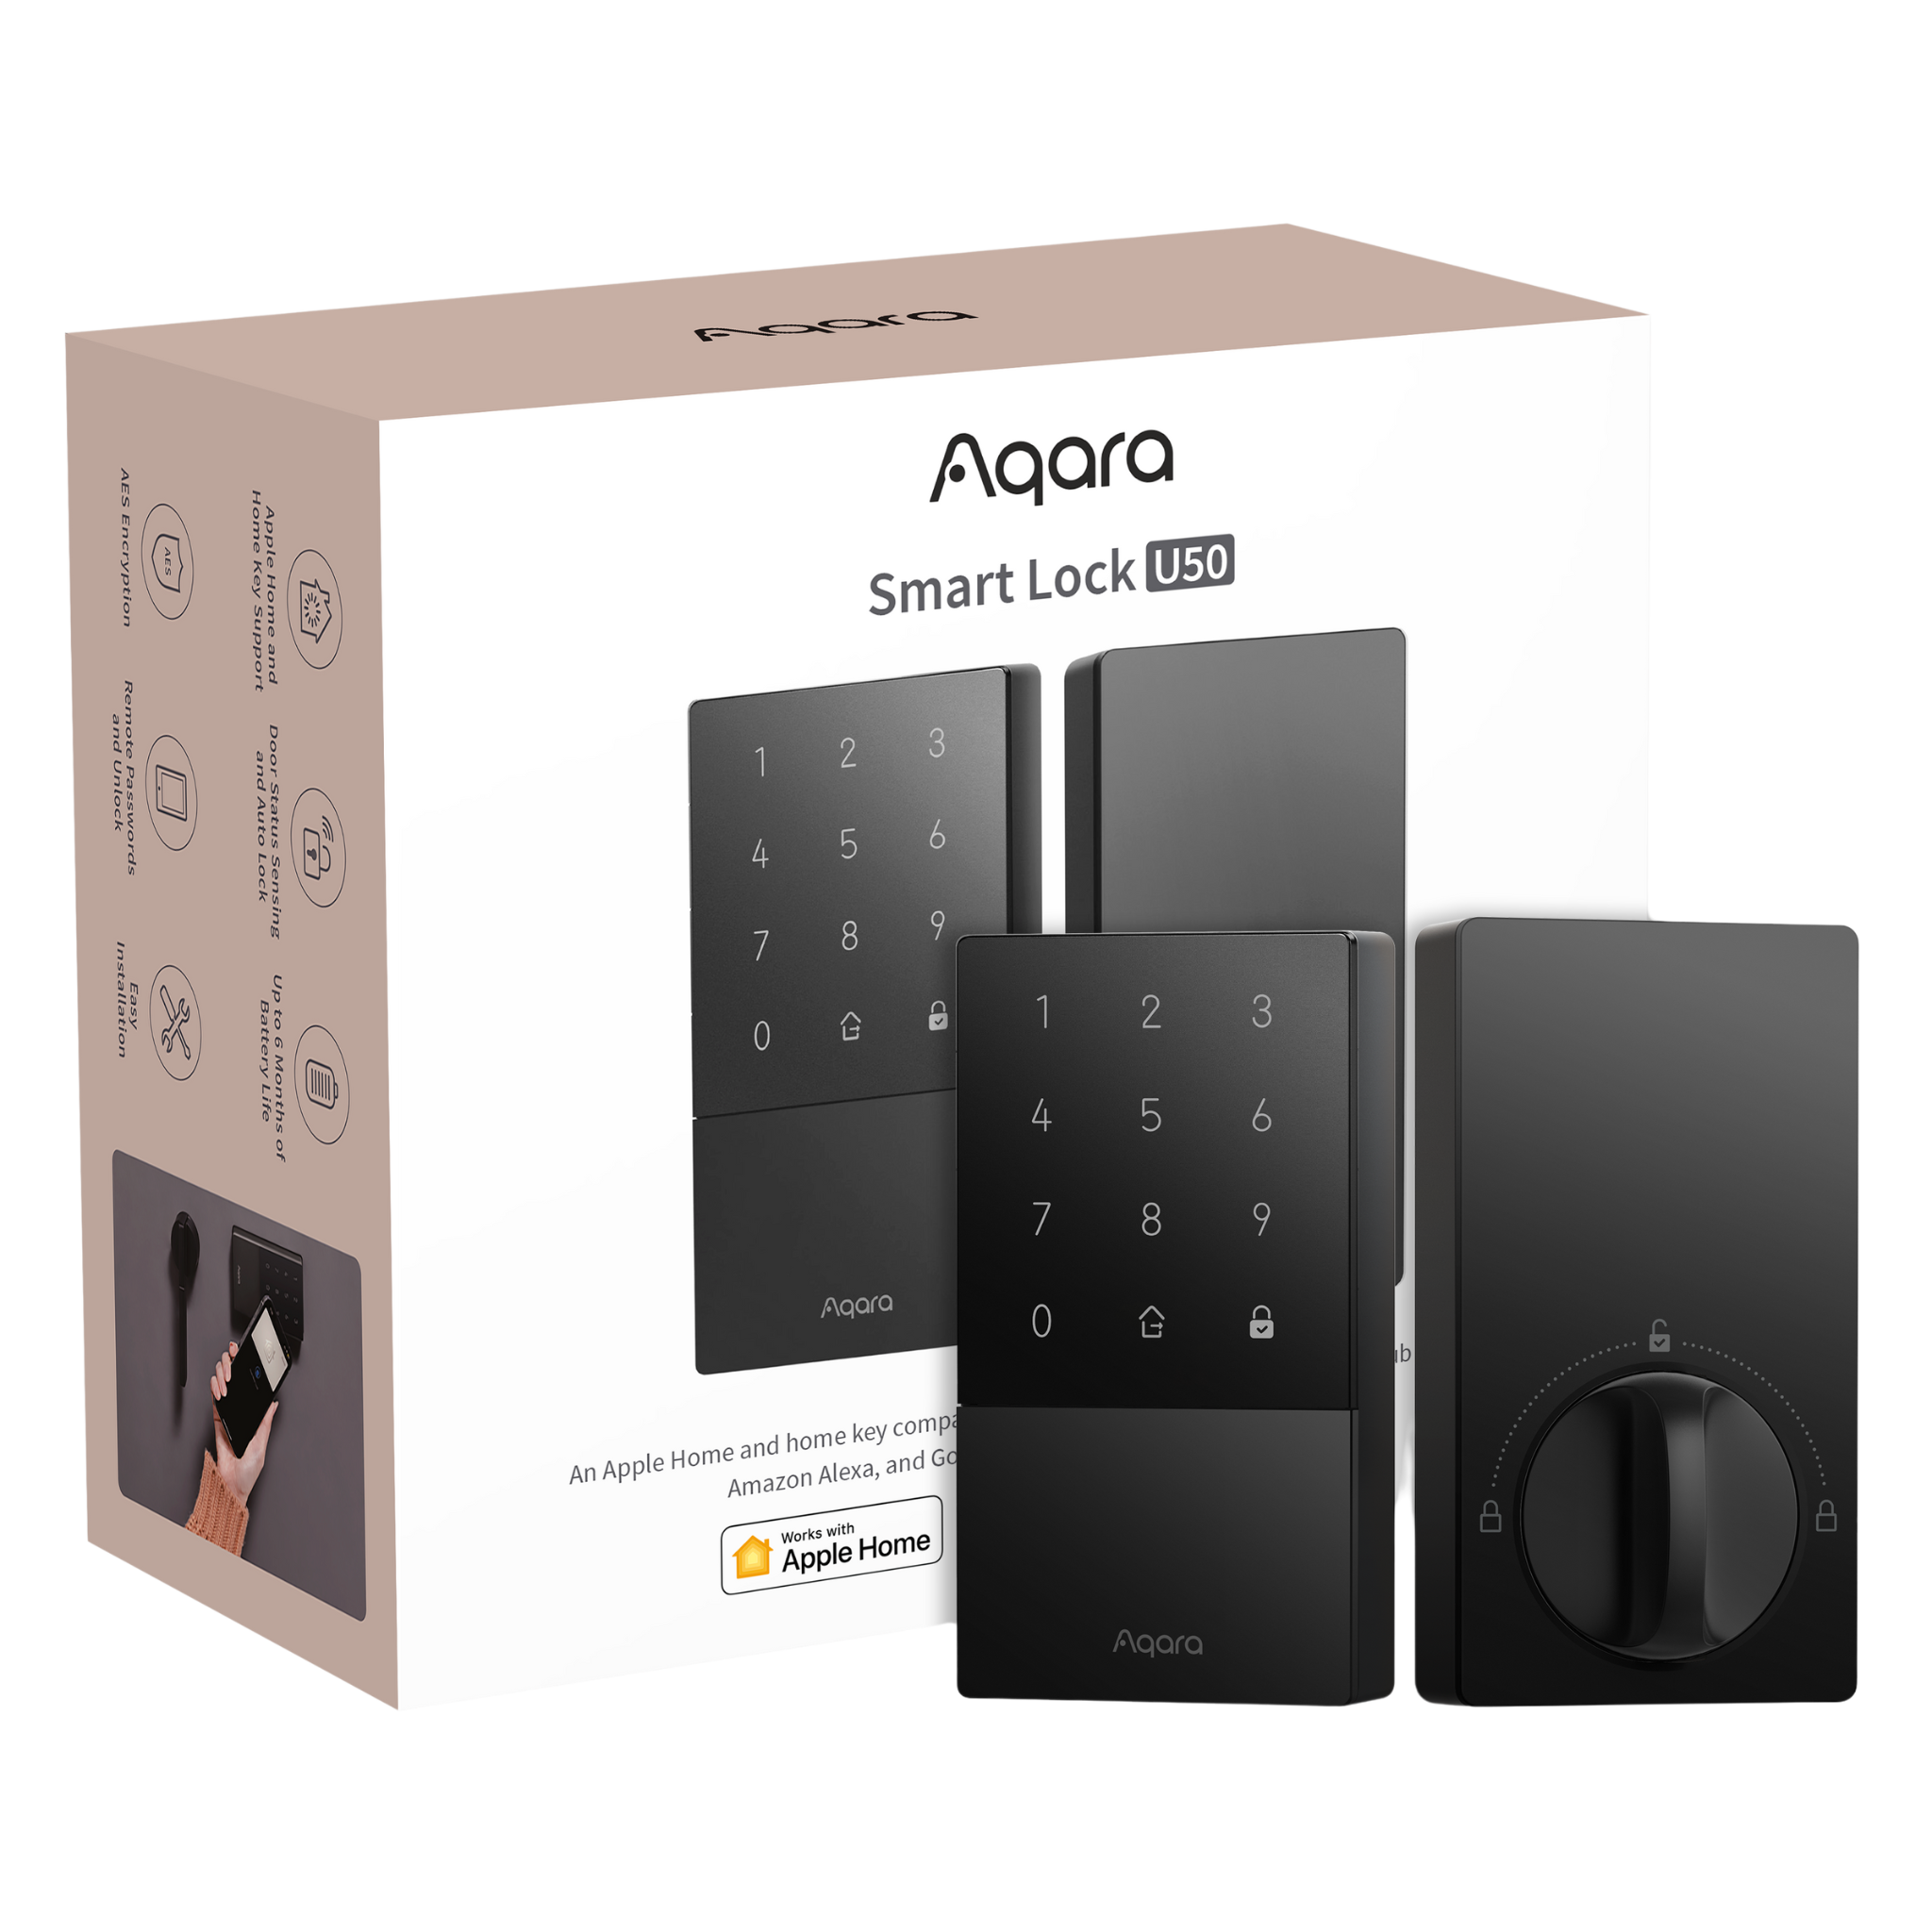 Aqara
Aqara
Smart Lock U50
1 2 3
4 5 6
7 8 9
0
Aqara
An Apple Home and home key
Amazon Alexa, and
Works with
Apple Home
Apple Home and
Home Key Support
Door Status Sensing
and Auto Lock
Up to 6 Months of
Battery Life
AES
AES Encryption
Remote Passwords
and Unlock
Easy
Installation
1 2 3
4 5 6
7 8 9
0
Aqara